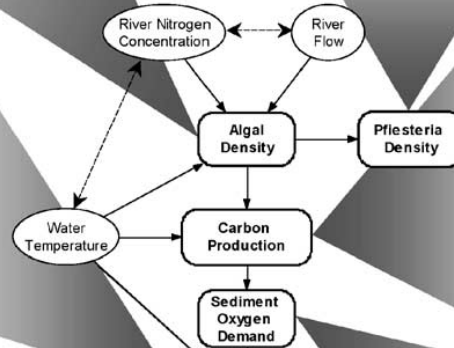 River Nitrogen
Concentration
River
Flow
Algal
Density
Pfiesteria
Density
Water
Temperature
Carbon
Production
Sediment
Oxygen
Demand